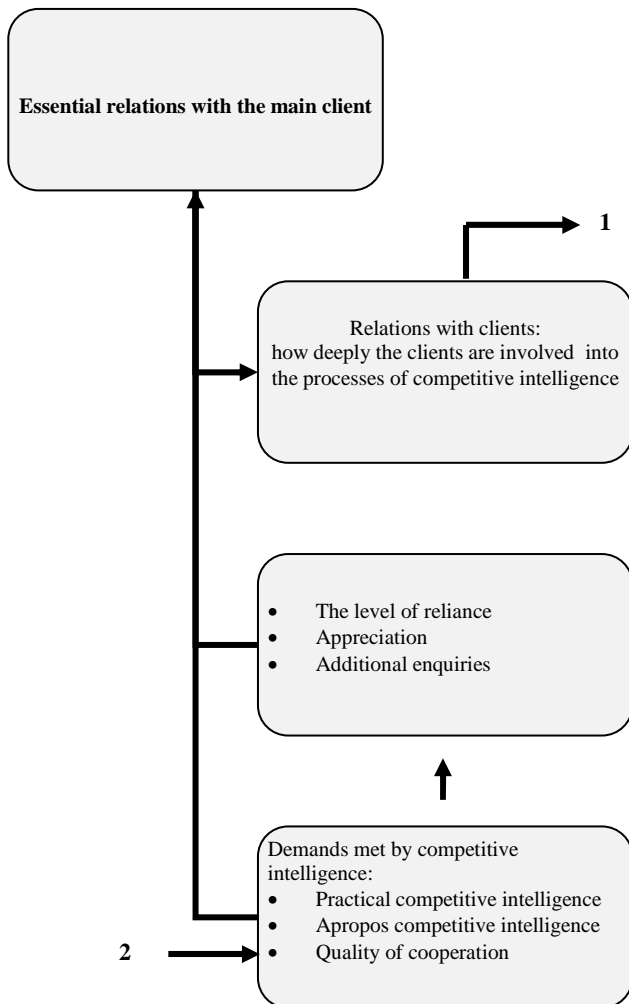 Essential relations with the main client
1
Relations with clients:
how deeply the clients are involved into
the processes of competitive intelligence
• The level of reliance
• Appreciation
• Additional enquiries
Demands met by competitive
intelligence:
• Practical competitive intelligence
• Apropos competitive intelligence
• Quality of cooperation
2